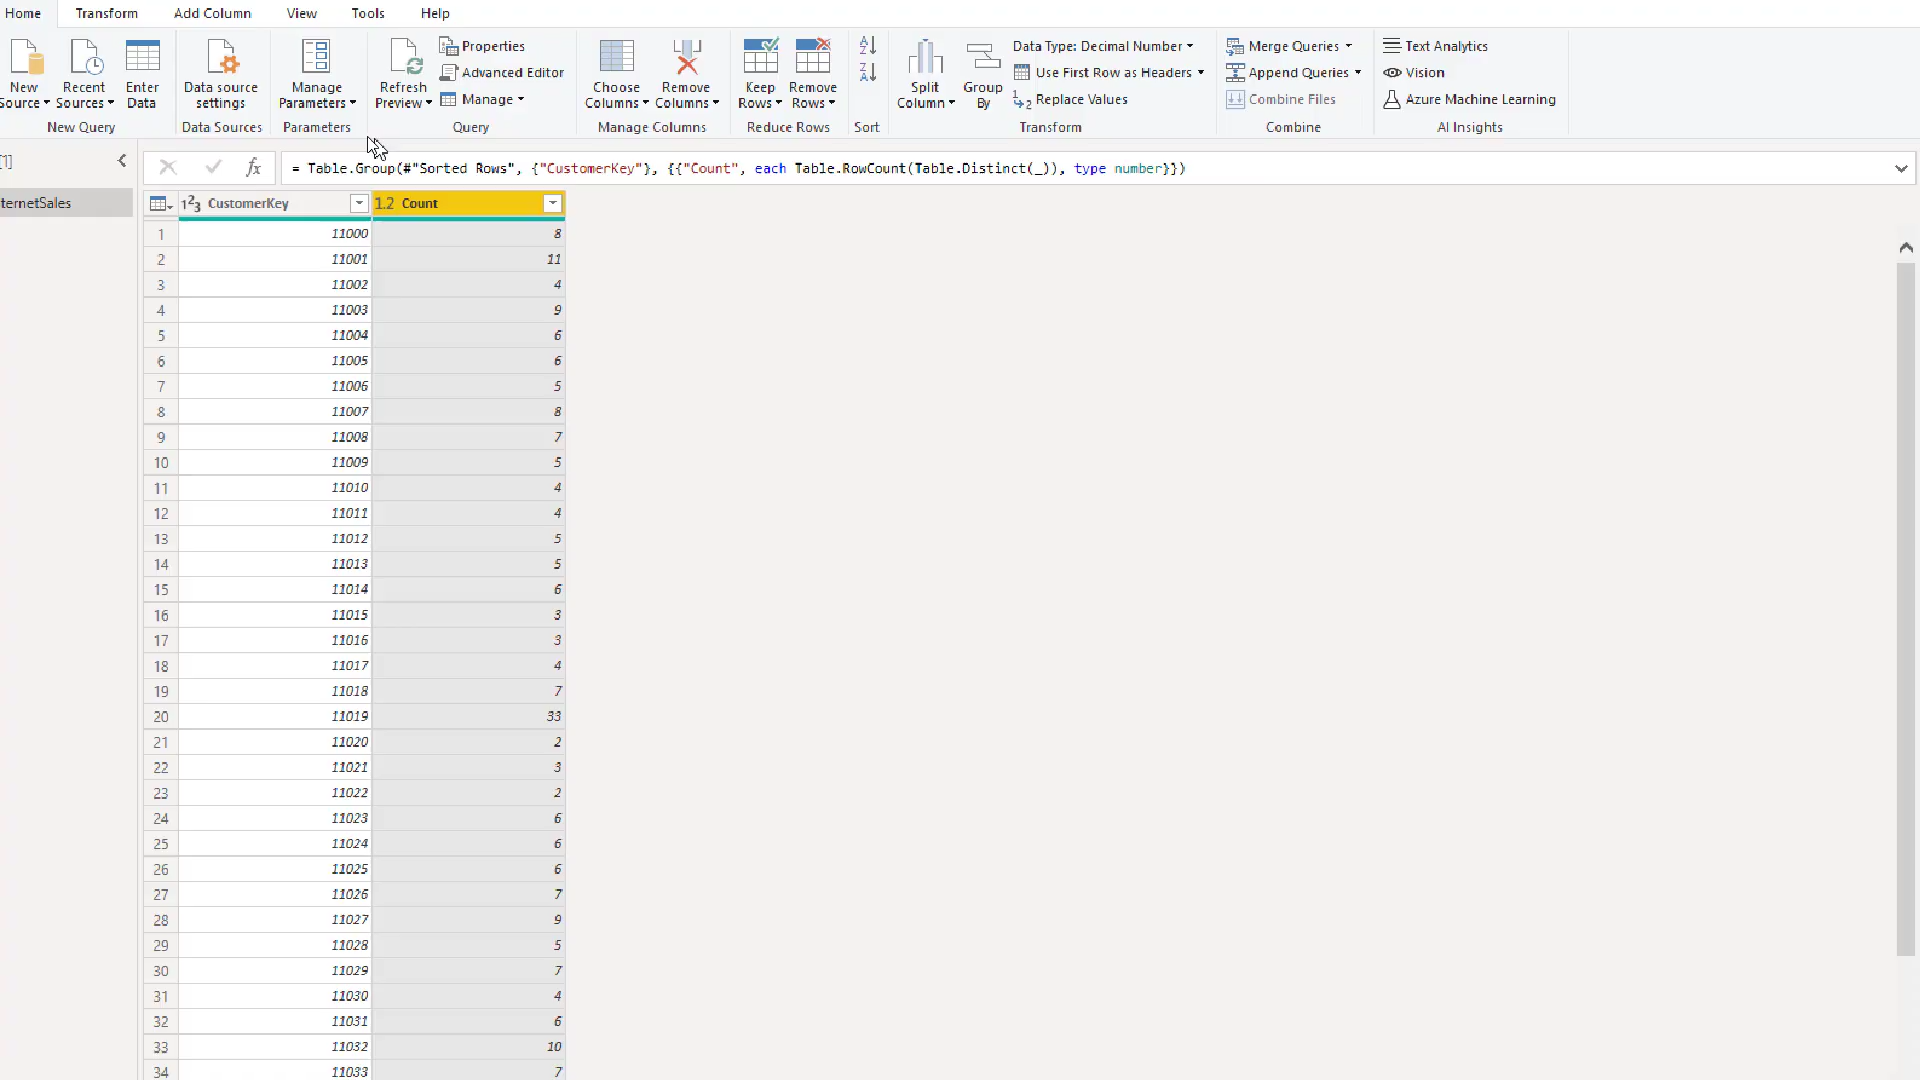 Home Transform Add Column View Tools Help
New Source Recent Sources Enter Data Data source settings Manage Parameters Refresh Preview Properties Advanced Editor Manage Choose Columns Remove Columns Keep Rows Remove Rows Split Column Group By Data Type: Decimal Number Use First Row as Headers Replace Values Merge Queries Append Queries Combine Files Text Analytics Vision Azure Machine Learning
New Query Data Sources Parameters Query Manage Columns Reduce Rows Sort Transform Combine AI Insights
[1] = Table.Group(#"Sorted Rows", {"CustomerKey"}, {{"Count", each Table.RowCount(Table.Distinct(_)), type number}})
ternetSales 1²3 CustomerKey 1.2 Count
1 11000 8
2 11001 11
3 11002 4
4 11003 9
5 11004 6
6 11005 6
7 11006 5
8 11007 8
9 11008 7
10 11009 5
11 11010 4
12 11011 4
13 11012 5
14 11013 5
15 11014 6
16 11015 3
17 11016 3
18 11017 4
19 11018 7
20 11019 33
21 11020 2
22 11021 3
23 11022 2
24 11023 6
25 11024 6
26 11025 6
27 11026 7
28 11027 9
29 11028 5
30 11029 7
31 11030 4
32 11031 6
33 11032 10
34 11033 7